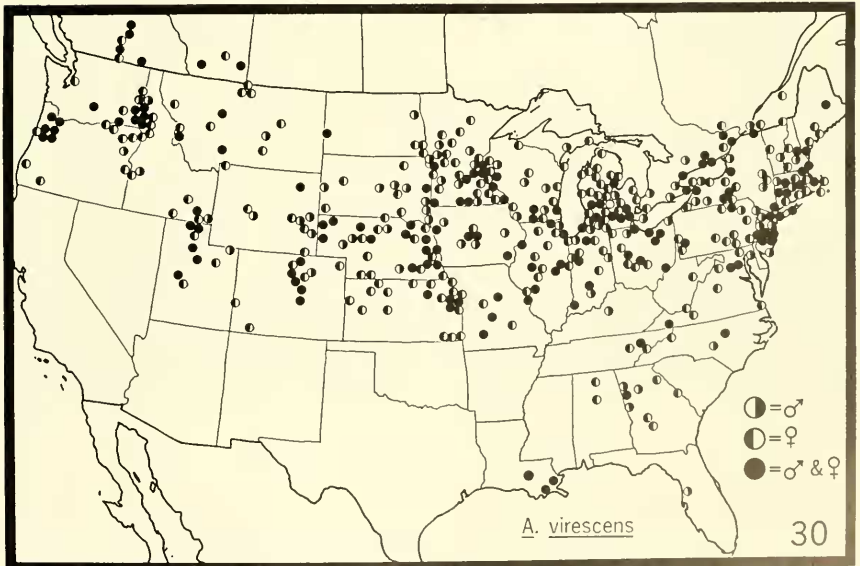 =♂
=♀
=♂ & ♀
A. virescens
30